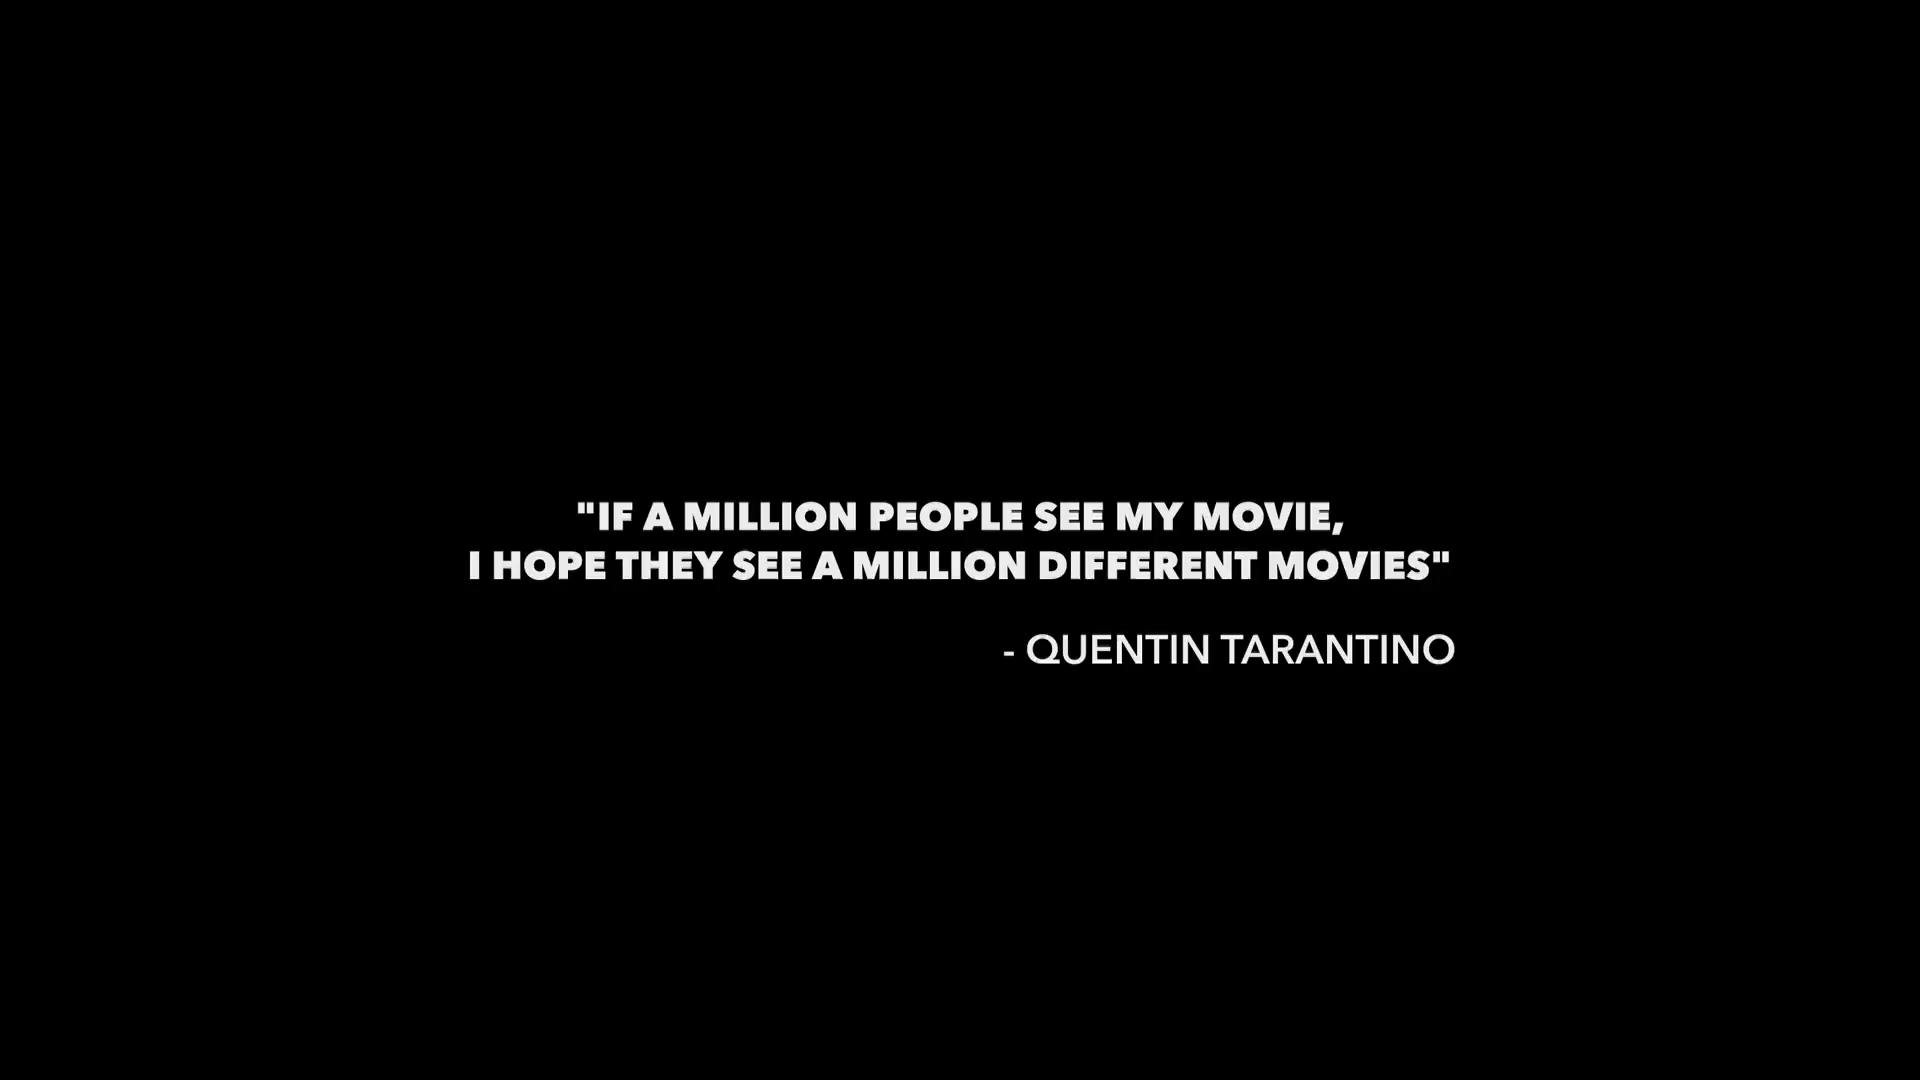 "IF A MILLION PEOPLE SEE MY MOVIE,
I HOPE THEY SEE A MILLION DIFFERENT MOVIES"
- QUENTIN TARANTINO